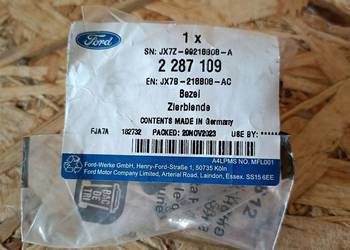 Ford
1 x
SN: JX7Z-99218B08-A
2 287 109
EN: JX7B-218B08-AC
Bezel
Zierblende
CONTENTS MADE IN Germany
FJA7A 182732 PACKED: 20NOV2023 USE BY: ******
A4LPMS NO. MFL001
Ford-Werke GmbH, Henry-Ford-Straße 1, 50735 Köln
Ford Motor Company Limited, Arterial Road, Laindon, Essex. SS15 6EE